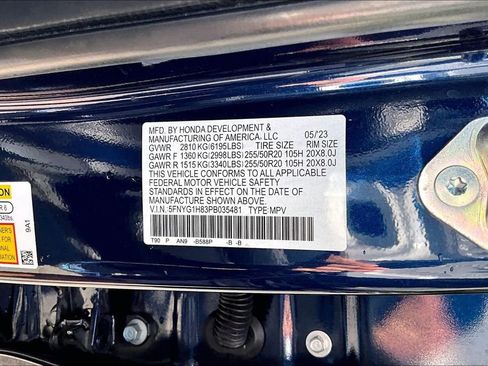 MFD. BY HONDA DEVELOPMENT &
MANUFACTURING OF AMERICA, LLC 05/'23
GVWR 2810 KG(6195LBS) TIRE SIZE RIM SIZE
GAWR F 1360 KG(2998LBS) 255/50R20 105H 20X8.0J
GAWR R 1515 KG(3340LBS) 255/50R20 105H 20X8.0J
THIS VEHICLE CONFORMS TO ALL APPLICABLE
FEDERAL MOTOR VEHICLE SAFETY
STANDARDS IN EFFECT ON THE DATE OF
MANUFACTURE SHOWN ABOVE.
V.I.N. 5FNYG1H83PB035481 TYPE:MPV
T90 P AN9 -B588P -B -B
9A1